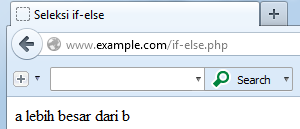 Seleksi if-else
www.example.com/if-else.php
Search
a lebih besar dari b